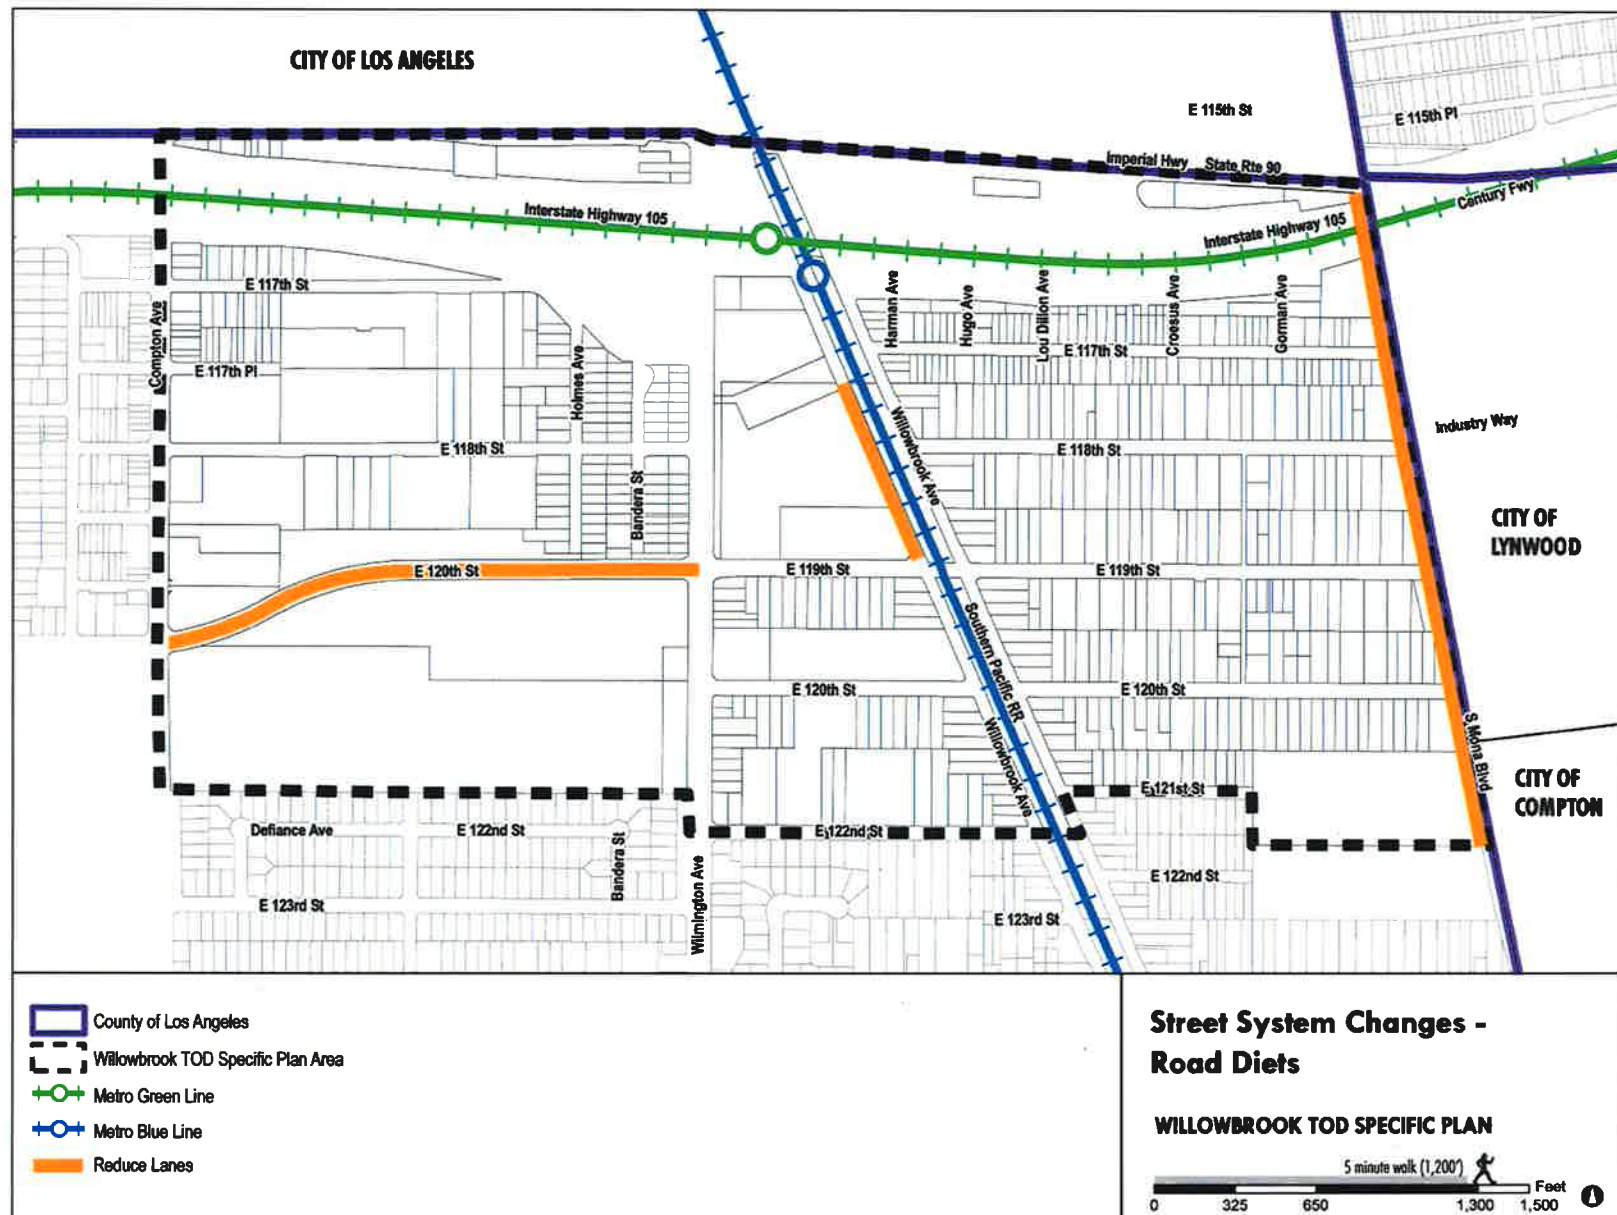 CITY OF LOS ANGELES
E 115th St
E 115th Pl
Imperial Hwy
State Rte 90
Century Fwy
Interstate Highway 105
Interstate Highway 105
E 117th St
Compton Ave
Harman Ave
Hugo Ave
Lou Dillon Ave
Croesus Ave
Gorman Ave
E 117th St
E 117th Pl
Holmes Ave
Willowbrook Ave
Industry Way
E 118th St
E 118th St
Bandera St
CITY OF
LYNWOOD
E 120th St
E 119th St
E 119th St
Southern Pacific RR
E 120th St
E 120th St
Willowbrook Ave
S Mona Blvd
CITY OF
COMPTON
E 121st St
Defiance Ave
E 122nd St
E 122nd St
Bandera St
Wilmington Ave
E 122nd St
E 123rd St
E 123rd St
County of Los Angeles
Willowbrook TOD Specific Plan Area
Metro Green Line
Metro Blue Line
Reduce Lanes
Street System Changes -
Road Diets
WILLOWBROOK TOD SPECIFIC PLAN
5 minute walk (1,200')
Feet
0 325 650 1,300 1,500